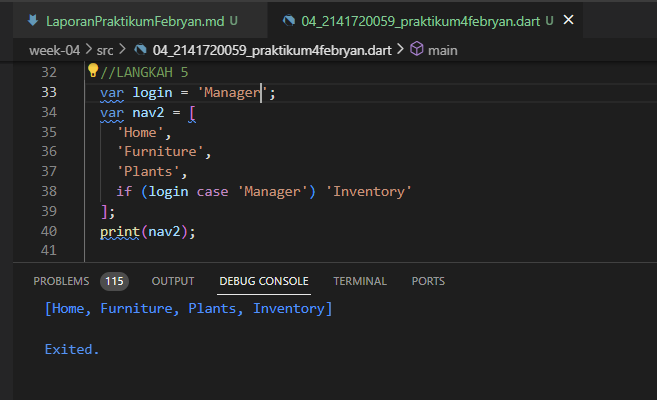 LaporanPraktikumFebryan.md U
04_2141720059_praktikum4febryan.dart U
week-04 > src > 04_2141720059_praktikum4febryan.dart > main
32 //LANGKAH 5
33 var login = 'Manager';
34 var nav2 = [
35 'Home',
36 'Furniture',
37 'Plants',
38 if (login case 'Manager') 'Inventory'
39 ];
40 print(nav2);
41
PROBLEMS 115 OUTPUT DEBUG CONSOLE TERMINAL PORTS
[Home, Furniture, Plants, Inventory]
Exited.